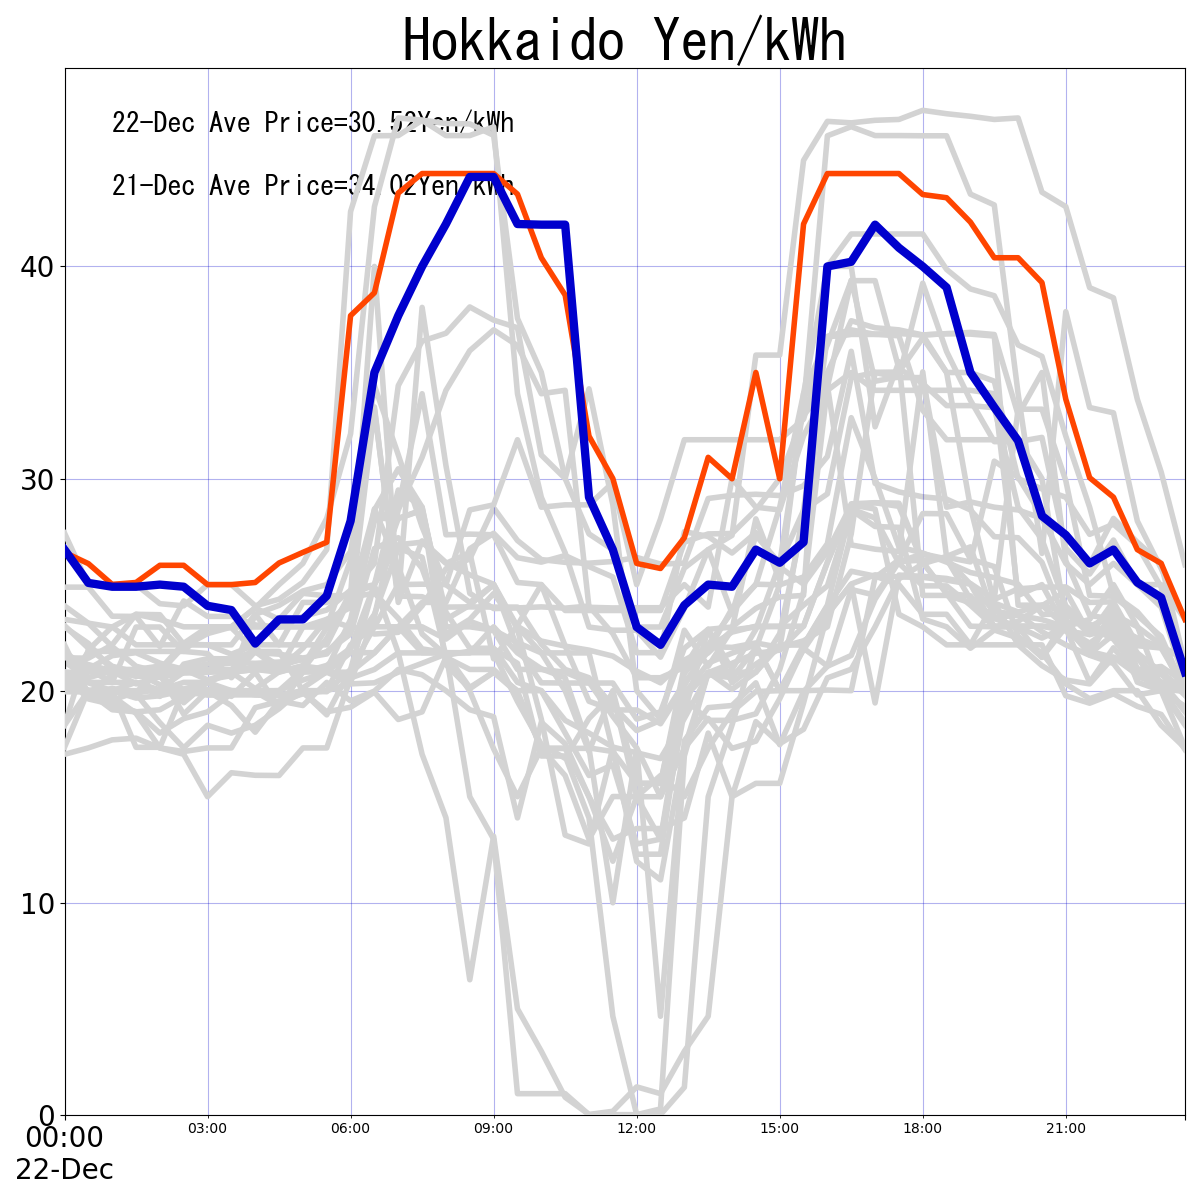 Hokkaido Yen/kWh
22-Dec Ave Price=30.52Yen/kWh
21-Dec Ave Price=34.02Yen/kWh
40
30
20
10
0
00:00 03:00 06:00 09:00 12:00 15:00 18:00 21:00
22-Dec